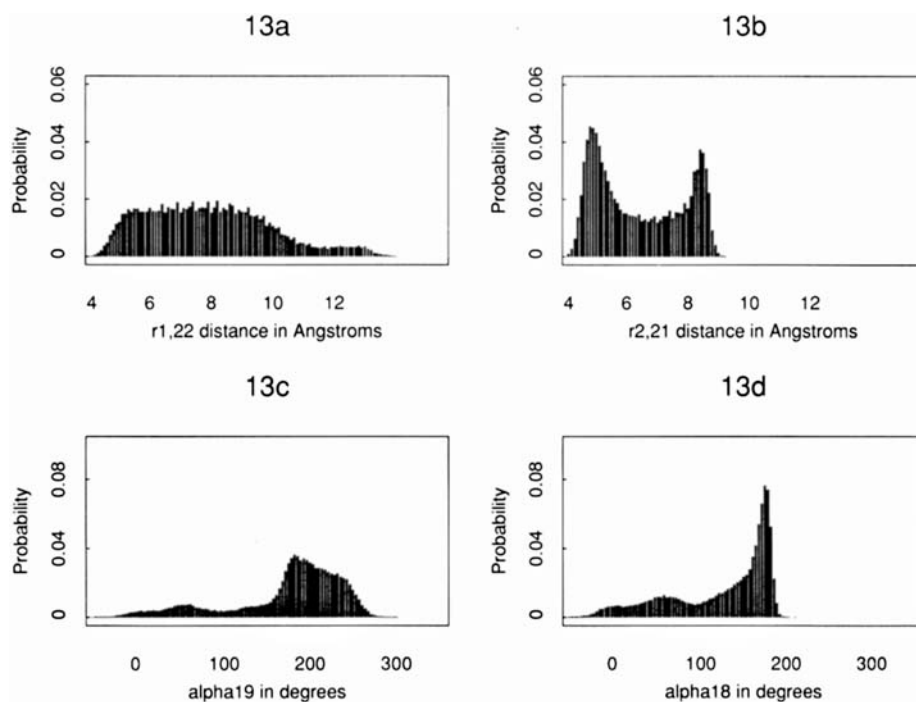 13a
13b
Probability
0 0.02 0.04 0.06
4 6 8 10 12
r1,22 distance in Angstroms
Probability
0 0.02 0.04 0.06
4 6 8 10 12
r2,21 distance in Angstroms
13c
13d
Probability
0 0.04 0.08
0 100 200 300
alpha19 in degrees
Probability
0 0.04 0.08
0 100 200 300
alpha18 in degrees